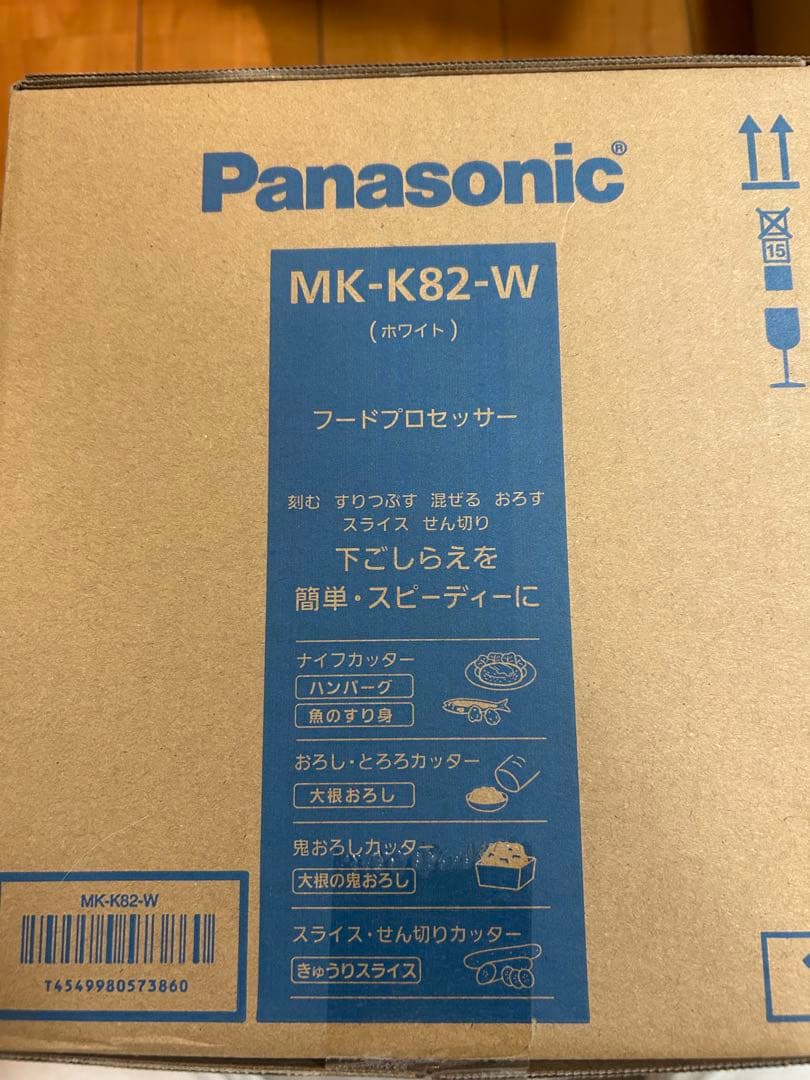 Panasonic®
MK-K82-W
(ホワイト)
15
フードプロセッサー
刻む すりつぶす 混ぜる おろす
スライス せん切り
下ごしらえを
簡単・スピーディーに
ナイフカッター
ハンバーグ
魚のすり身
おろし・とろろカッター
大根おろし
鬼おろしカッター
大根の鬼おろし
スライス・せん切りカッター
きゅうりスライス
MK-K82-W
T4549980573860